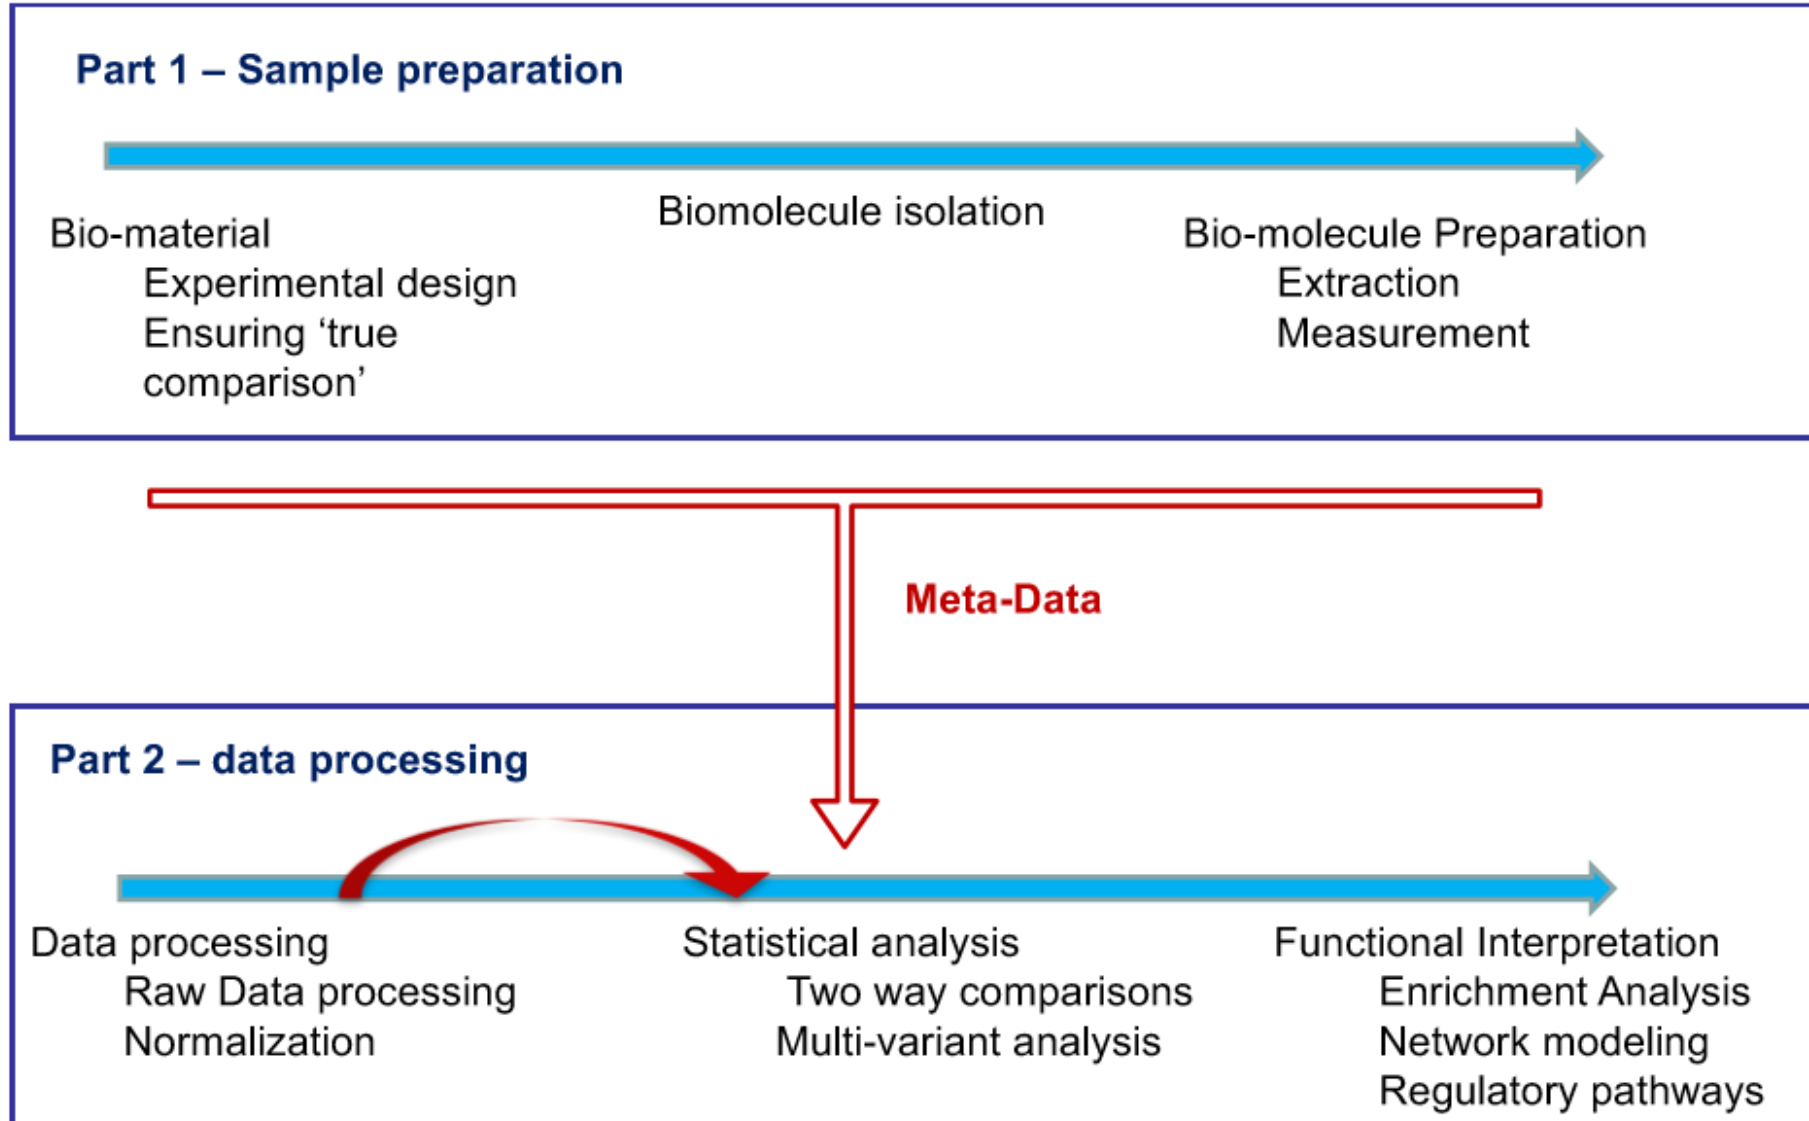 Part 1 – Sample preparation
Bio-material
Experimental design
Ensuring ‘true
comparison’
Biomolecule isolation
Bio-molecule Preparation
Extraction
Measurement
Meta-Data
Part 2 – data processing
Data processing
Raw Data processing
Normalization
Statistical analysis
Two way comparisons
Multi-variant analysis
Functional Interpretation
Enrichment Analysis
Network modeling
Regulatory pathways